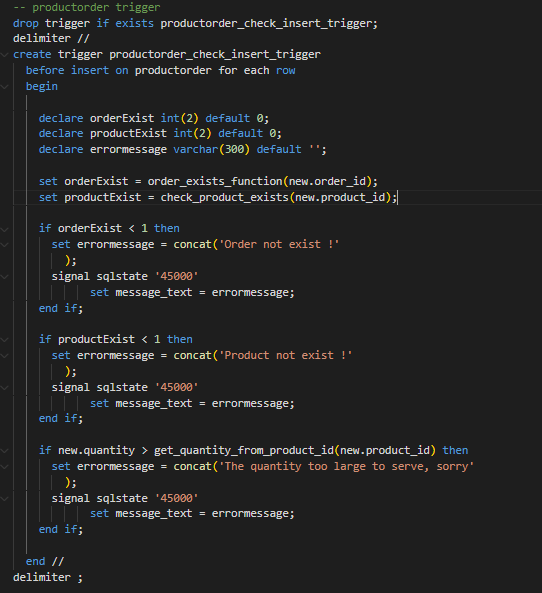 -- productorder trigger
drop trigger if exists productorder_check_insert_trigger;
delimiter //
create trigger productorder_check_insert_trigger
before insert on productorder for each row
begin
declare orderExist int(2) default 0;
declare productExist int(2) default 0;
declare errormessage varchar(300) default '';
set orderExist = order_exists_function(new.order_id);
set productExist = check_product_exists(new.product_id);
if orderExist < 1 then
set errormessage = concat('Order not exist !'
);
signal sqlstate '45000'
set message_text = errormessage;
end if;
if productExist < 1 then
set errormessage = concat('Product not exist !'
);
signal sqlstate '45000'
set message_text = errormessage;
end if;
if new.quantity > get_quantity_from_product_id(new.product_id) then
set errormessage = concat('The quantity too large to serve, sorry'
);
signal sqlstate '45000'
set message_text = errormessage;
end if;
end //
delimiter ;